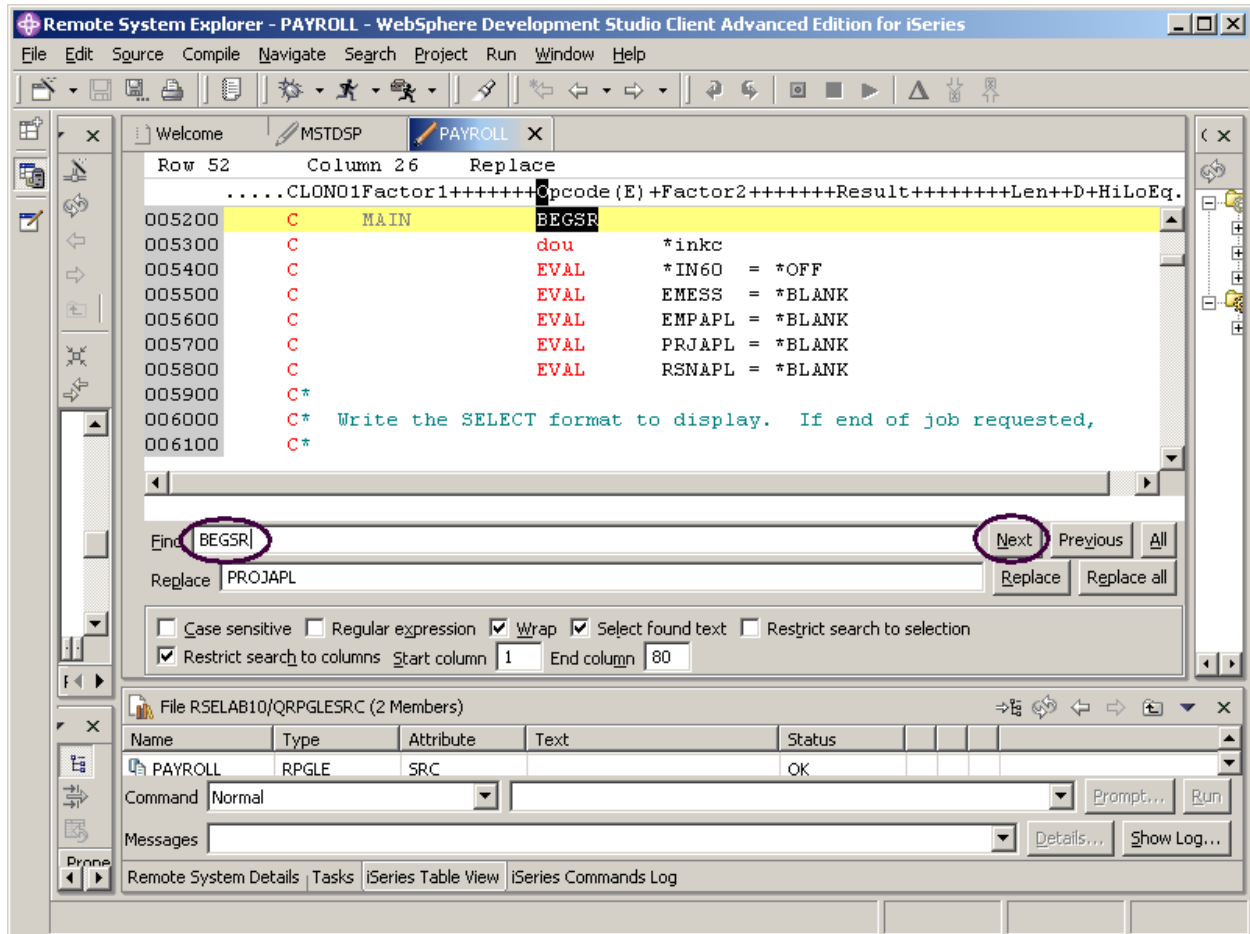 Remote System Explorer - PAYROLL - WebSphere Development Studio Client Advanced Edition for iSeries
File Edit Source Compile Navigate Search Project Run Window Help
Welcome MSTDSP PAYROLL
Row 52 Column 26 Replace
.....CL0N01Factor1+++++++Opcode(E)+Factor2+++++++Result++++++++Len++D+HiLoEq.
005200 C MAIN BEGSR
005300 C dou *inkc
005400 C EVAL *IN60 = *OFF
005500 C EVAL EMESS = *BLANK
005600 C EVAL EMPAPL = *BLANK
005700 C EVAL PRJAPL = *BLANK
005800 C EVAL RSNAPL = *BLANK
005900 C*
006000 C* Write the SELECT format to display. If end of job requested,
006100 C*
Find BEGSR Next Previous All
Replace PROJAPL Replace Replace all
Case sensitive Regular expression Wrap Select found text Restrict search to selection
Restrict search to columns Start column 1 End column 80
File RSELAB10/QRPGLESRC (2 Members)
Name Type Attribute Text Status
PAYROLL RPGLE SRC OK
Command Normal Prompt... Run
Messages Details... Show Log...
Remote System Details Tasks iSeries Table View iSeries Commands Log